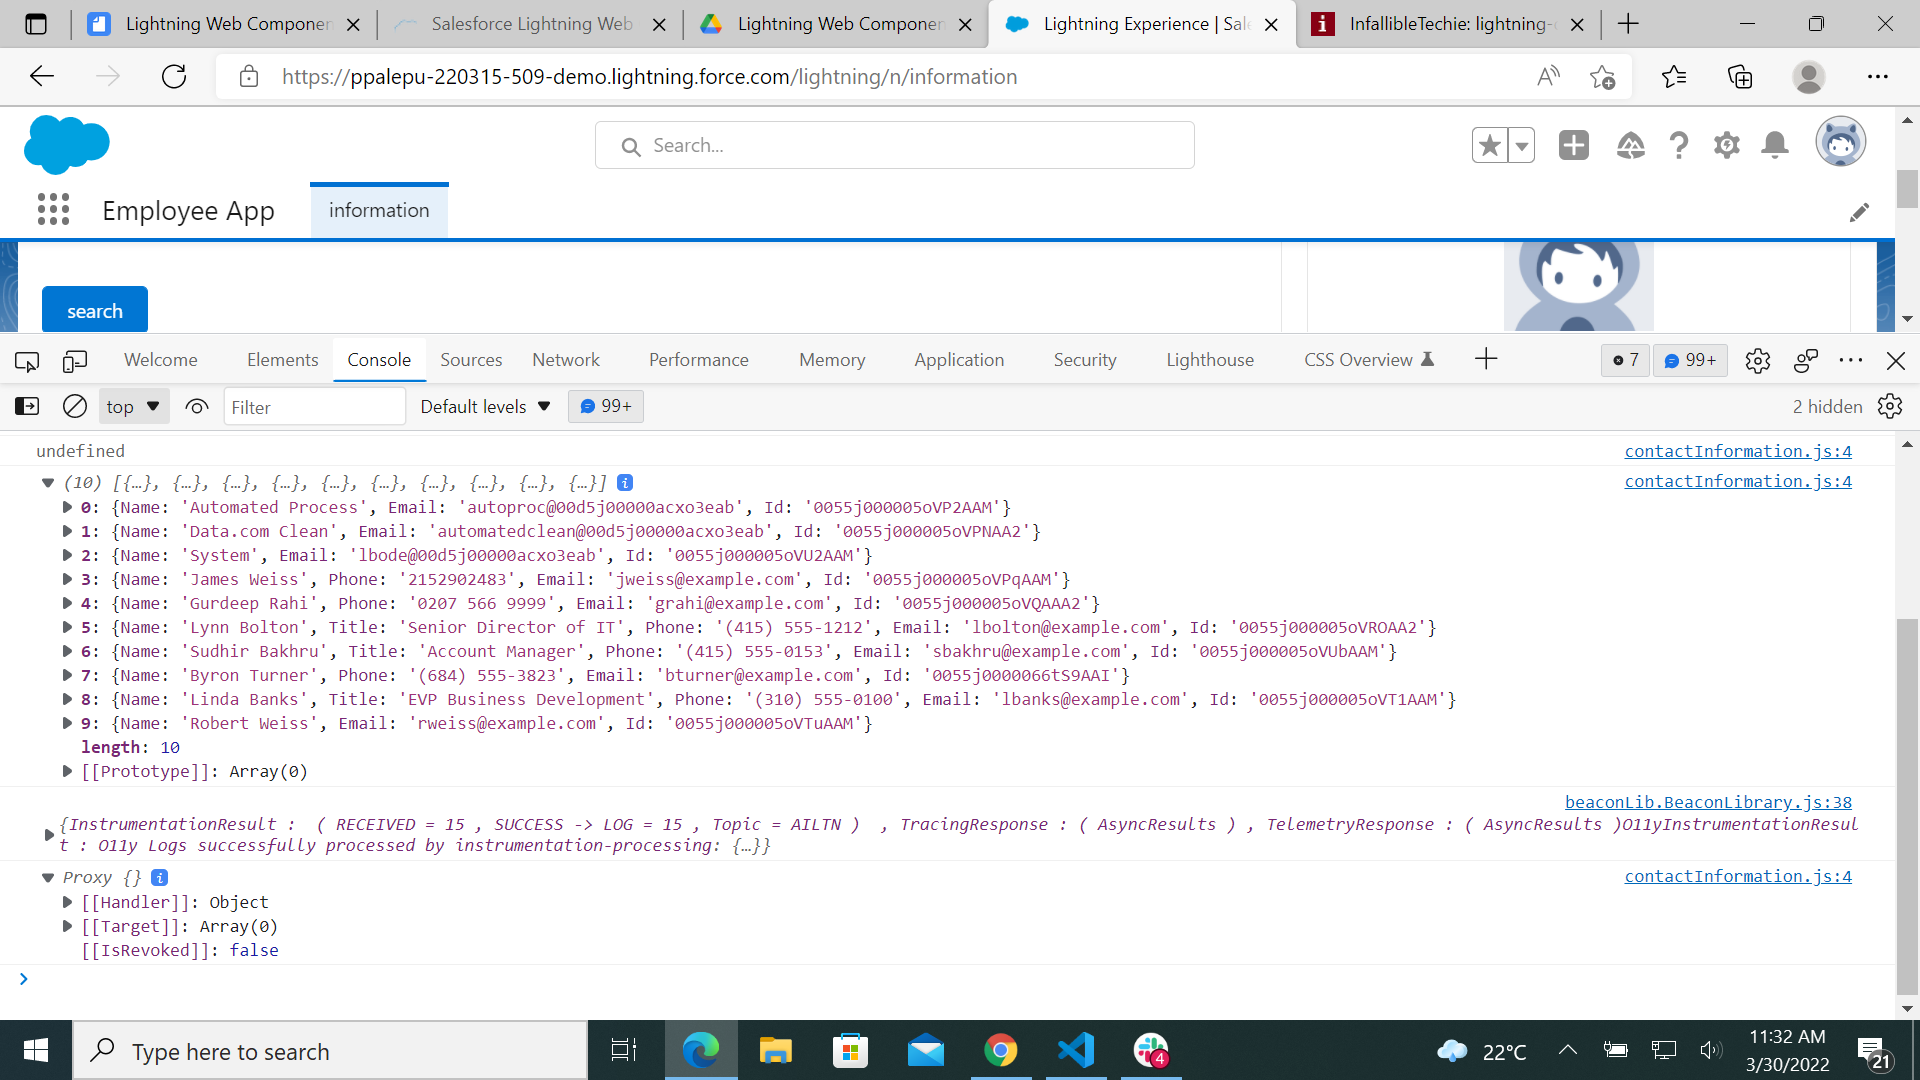 Lightning Web Componen
Salesforce Lightning Web
Lightning Web Componen
Lightning Experience | Sale
InfallibleTechie: lightning-
https://ppalepu-220315-509-demo.lightning.force.com/lightning/n/information
Search...
Employee App
information
search
Welcome
Elements
Console
Sources
Network
Performance
Memory
Application
Security
Lighthouse
CSS Overview
7
99+
top
Filter
Default levels
99+
2 hidden
undefined
contactInformation.js:4
(10) [{…}, {…}, {…}, {…}, {…}, {…}, {…}, {…}, {…}, {…}]
contactInformation.js:4
0: {Name: 'Automated Process', Email: 'autoproc@00d5j00000acxo3eab', Id: '0055j000005oVP2AAM'}
1: {Name: 'Data.com Clean', Email: 'automatedclean@00d5j00000acxo3eab', Id: '0055j000005oVPNAA2'}
2: {Name: 'System', Email: 'lbode@00d5j00000acxo3eab', Id: '0055j000005oVU2AAM'}
3: {Name: 'James Weiss', Phone: '2152902483', Email: 'jweiss@example.com', Id: '0055j000005oVPqAAM'}
4: {Name: 'Gurdeep Rahi', Phone: '0207 566 9999', Email: 'grahi@example.com', Id: '0055j000005oVQAAA2'}
5: {Name: 'Lynn Bolton', Title: 'Senior Director of IT', Phone: '(415) 555-1212', Email: 'lbolton@example.com', Id: '0055j000005oVROAA2'}
6: {Name: 'Sudhir Bakhru', Title: 'Account Manager', Phone: '(415) 555-0153', Email: 'sbakhru@example.com', Id: '0055j000005oVUbAAM'}
7: {Name: 'Byron Turner', Phone: '(684) 555-3823', Email: 'bturner@example.com', Id: '0055j0000066tS9AAI'}
8: {Name: 'Linda Banks', Title: 'EVP Business Development', Phone: '(310) 555-0100', Email: 'lbanks@example.com', Id: '0055j000005oVT1AAM'}
9: {Name: 'Robert Weiss', Email: 'rweiss@example.com', Id: '0055j000005oVTuAAM'}
length: 10
[[Prototype]]: Array(0)
beaconLib.BeaconLibrary.js:38
{InstrumentationResult :  ( RECEIVED = 15 , SUCCESS -> LOG = 15 , Topic = AILTN )  , TracingResponse : ( AsyncResults ) , TelemetryResponse : ( AsyncResults )O11yInstrumentationResul
t : O11y Logs successfully processed by instrumentation-processing: {…}}
Proxy {}
contactInformation.js:4
[[Handler]]: Object
[[Target]]: Array(0)
[[IsRevoked]]: false
Type here to search
4
22°C
11:32 AM
3/30/2022
21